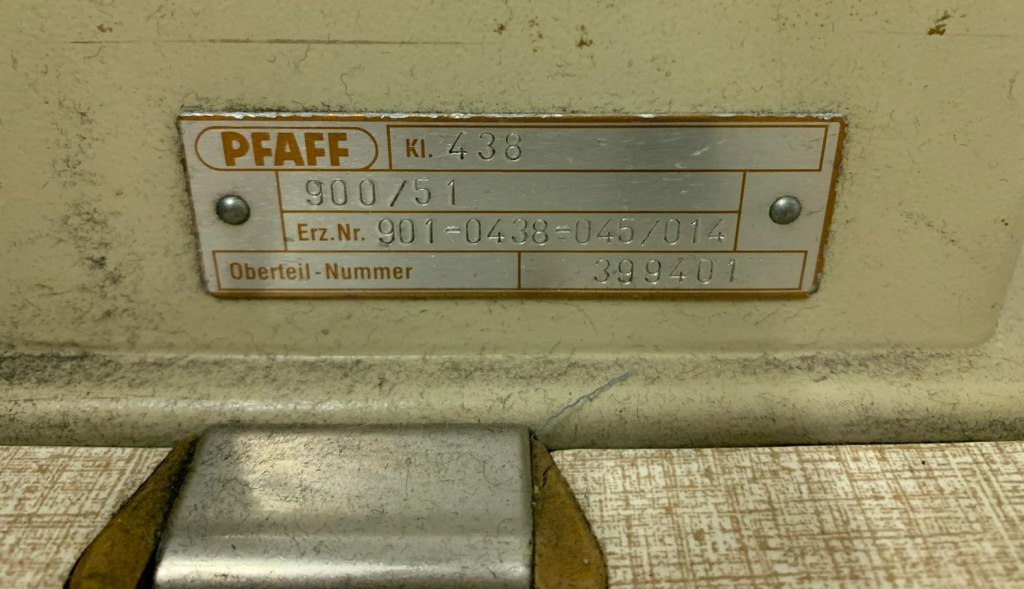 PFAFF Kl. 438
900/51
Erz.Nr. 901-0438-045/014
Oberteil-Nummer 399401